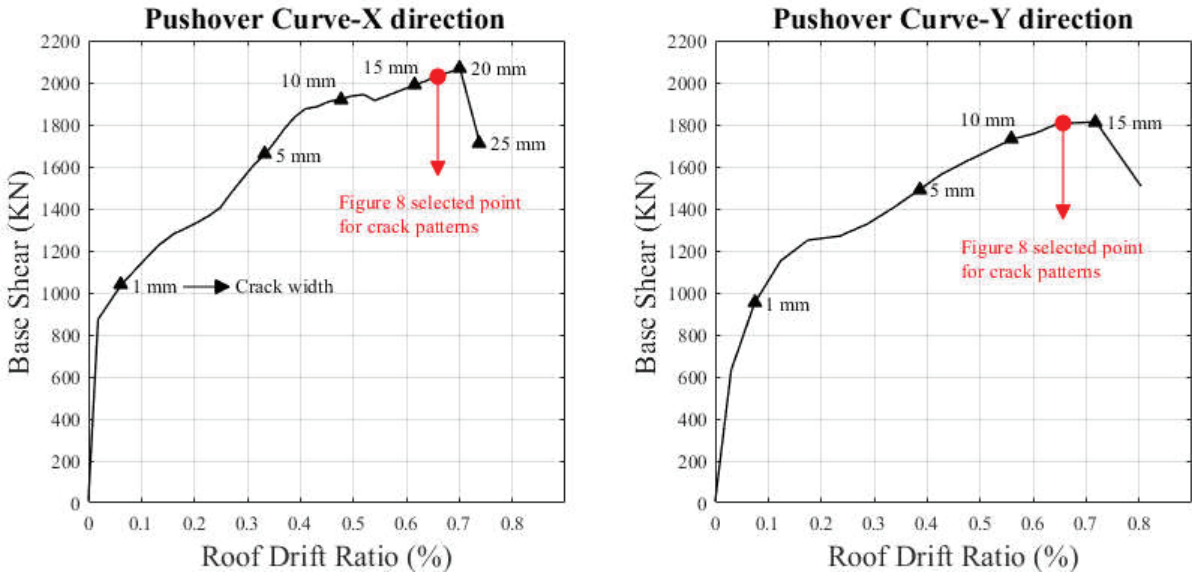 Pushover Curve-X direction
2200
2000
1800
1600
1400
1200
1000
800
600
400
200
0
Base Shear (KN)
1 mm
Crack width
5 mm
10 mm
15 mm
20 mm
25 mm
Figure 8 selected point
for crack patterns
0 0.1 0.2 0.3 0.4 0.5 0.6 0.7 0.8
Roof Drift Ratio (%)
Pushover Curve-Y direction
2200
2000
1800
1600
1400
1200
1000
800
600
400
200
0
Base Shear (KN)
1 mm
5 mm
10 mm
15 mm
Figure 8 selected point
for crack patterns
0 0.1 0.2 0.3 0.4 0.5 0.6 0.7 0.8
Roof Drift Ratio (%)